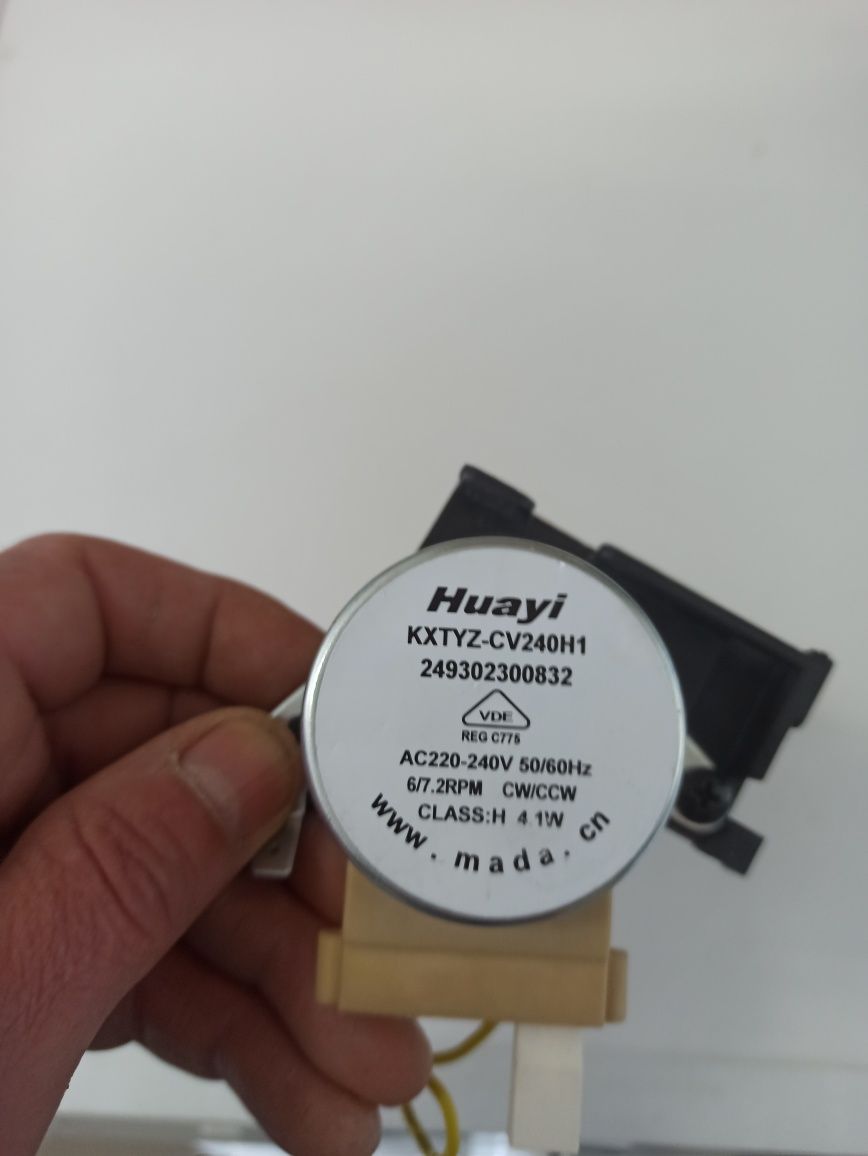 Huayi
KXTYZ-CV240H1
249302300832
VDE
REG C775
AC220-240V 50/60Hz
6/7.2RPM CW/CCW
CLASS:H 4.1W
www.mada.cn